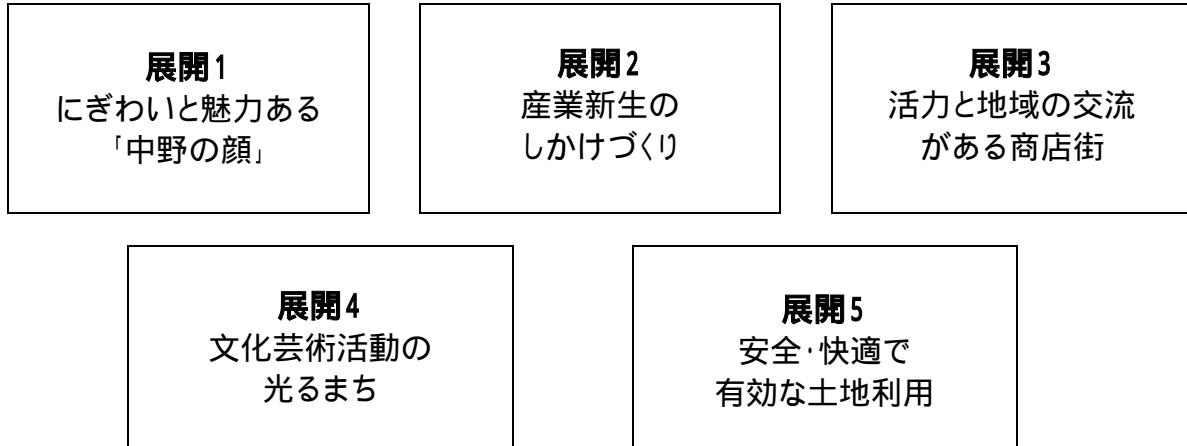 展開1
にぎわいと魅力ある
「中野の顔」
展開2
産業新生の
しかけづくり
展開3
活力と地域の交流
がある商店街
展開4
文化芸術活動の
光るまち
展開5
安全・快適で
有効な土地利用